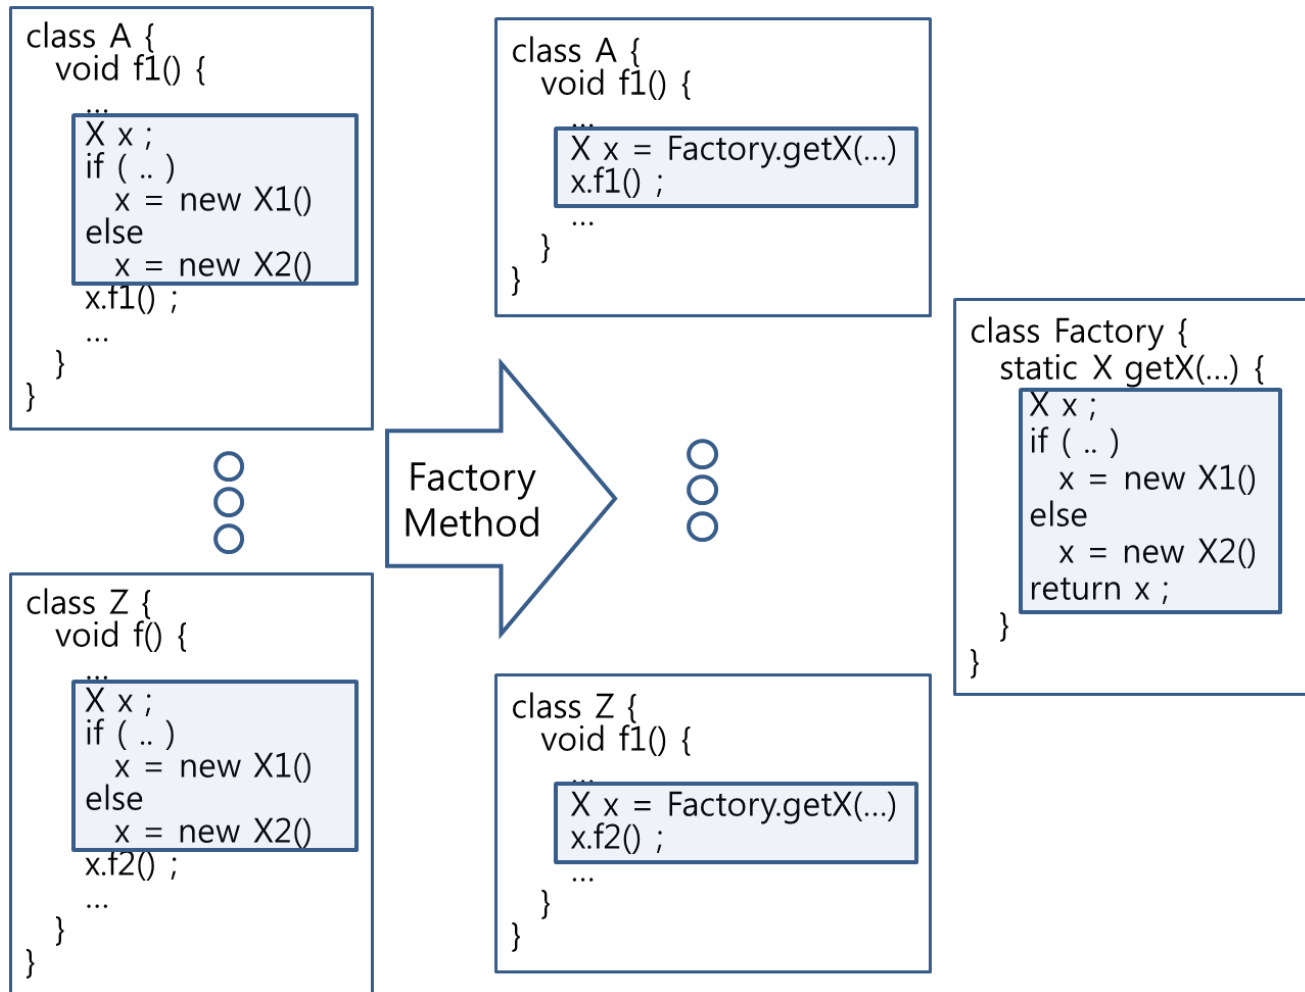 class A {
void f1() {
...
X x ;
if ( .. )
x = new X1()
else
x = new X2()
x.f1() ;
...
}
}
class Z {
void f() {
...
X x ;
if ( .. )
x = new X1()
else
x = new X2()
x.f2() ;
...
}
}
Factory
Method
class A {
void f1() {
...
X x = Factory.getX(...)
x.f1() ;
...
}
}
class Z {
void f1() {
...
X x = Factory.getX(...)
x.f2() ;
...
}
}
class Factory {
static X getX(...) {
X x ;
if ( .. )
x = new X1()
else
x = new X2()
return x ;
}
}